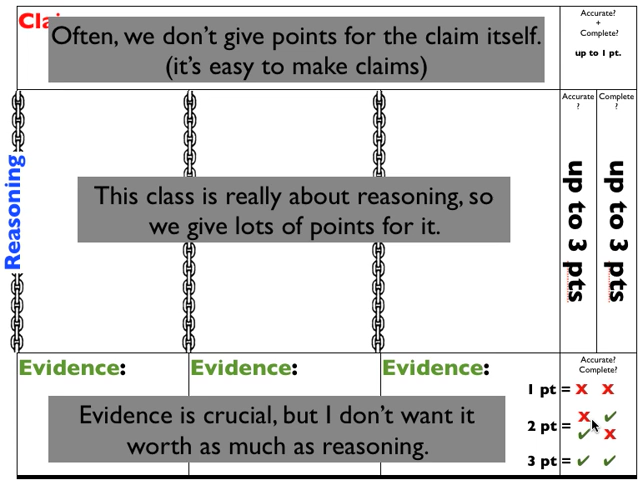 Cla
Often, we don't give points for the claim itself.
(it's easy to make claims)
Accurate?
+
Complete?
up to 1 pt.
Reasoning
This class is really about reasoning, so
we give lots of points for it.
Accurate
?
Complete
?
up to 3 pts
up to 3 pts
Evidence:
Evidence:
Evidence:
Evidence is crucial, but I don't want it
worth as much as reasoning.
Accurate?
Complete?
1 pt = x x
2 pt = x ✔
✔ x
3 pt = ✔ ✔